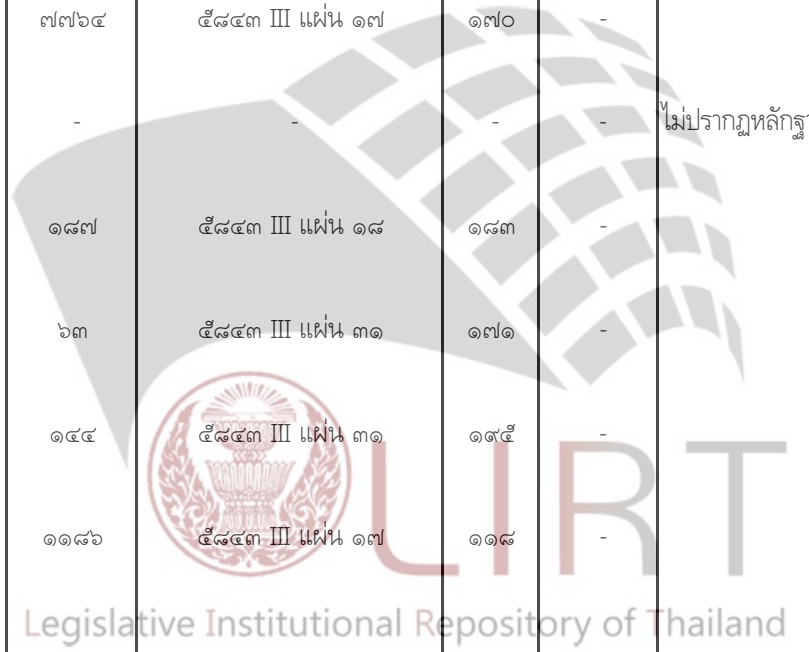 ๗๗๖๔ ๕๘๔๓ III แผ่น ๑๗ ๑๗๐ -
- - - - ไม่ปรากฏหลักฐา
๑๘๗ ๕๘๔๓ III แผ่น ๑๘ ๑๘๓ -
๖๓ ๕๘๔๓ III แผ่น ๓๑ ๑๗๑ -
๑๔๔ ๕๘๔๓ III แผ่น ๓๑ ๑๙๕ -
๑๑๘๖ ๕๘๔๓ III แผ่น ๑๗ ๑๑๘ -
LIRT
Legislative Institutional Repository of Thailand